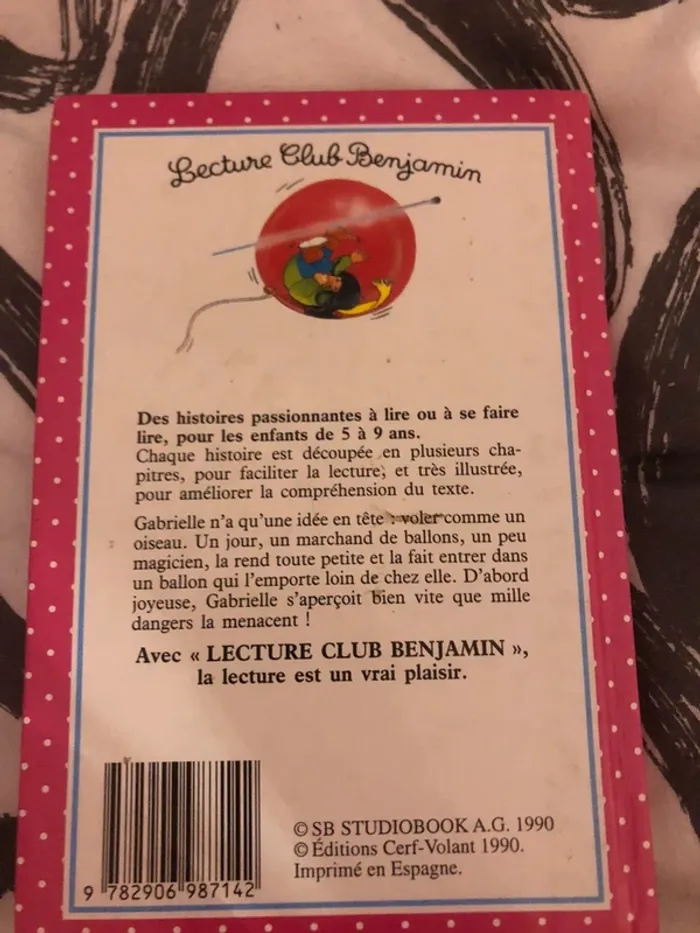 Lecture Club Benjamin
Des histoires passionnantes à lire ou à se faire
lire, pour les enfants de 5 à 9 ans.
Chaque histoire est découpée en plusieurs cha-
pitres, pour faciliter la lecture, et très illustrée,
pour améliorer la compréhension du texte.
Gabrielle n'a qu'une idée en tête : voler comme un
oiseau. Un jour, un marchand de ballons, un peu
magicien, la rend toute petite et la fait entrer dans
un ballon qui l'emporte loin de chez elle. D'abord
joyeuse, Gabrielle s'aperçoit bien vite que mille
dangers la menacent !
Avec « LECTURE CLUB BENJAMIN »,
la lecture est un vrai plaisir.
© SB STUDIOBOOK A.G. 1990
© Éditions Cerf-Volant 1990.
Imprimé en Espagne.
9 782906 987142